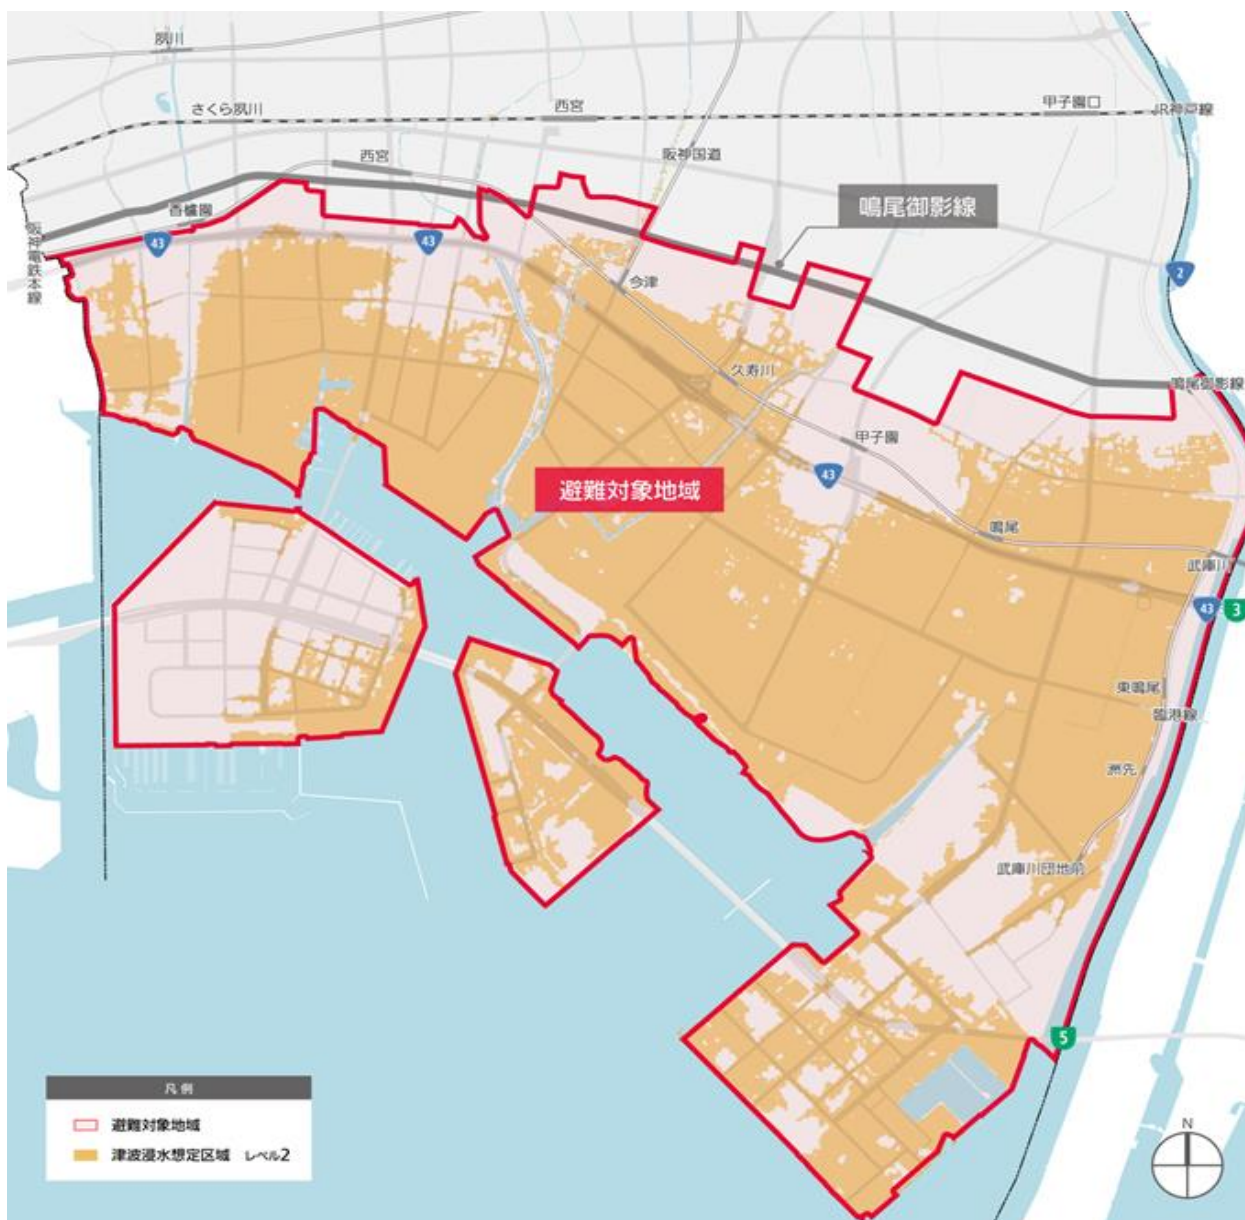 夙川
さくら夙川
西宮
甲子園口
JR神戸線
西宮
阪神国道
鳴尾御影線
香櫨園
43
43
阪神電鉄本線
2
今津
久寿川
鳴尾御影線
甲子園
43
避難対象地域
鳴尾
武庫川
43
3
東鳴尾
臨港線
洲先
武庫川団地前
5
凡例
避難対象地域
津波浸水想定区域 レベル2
N